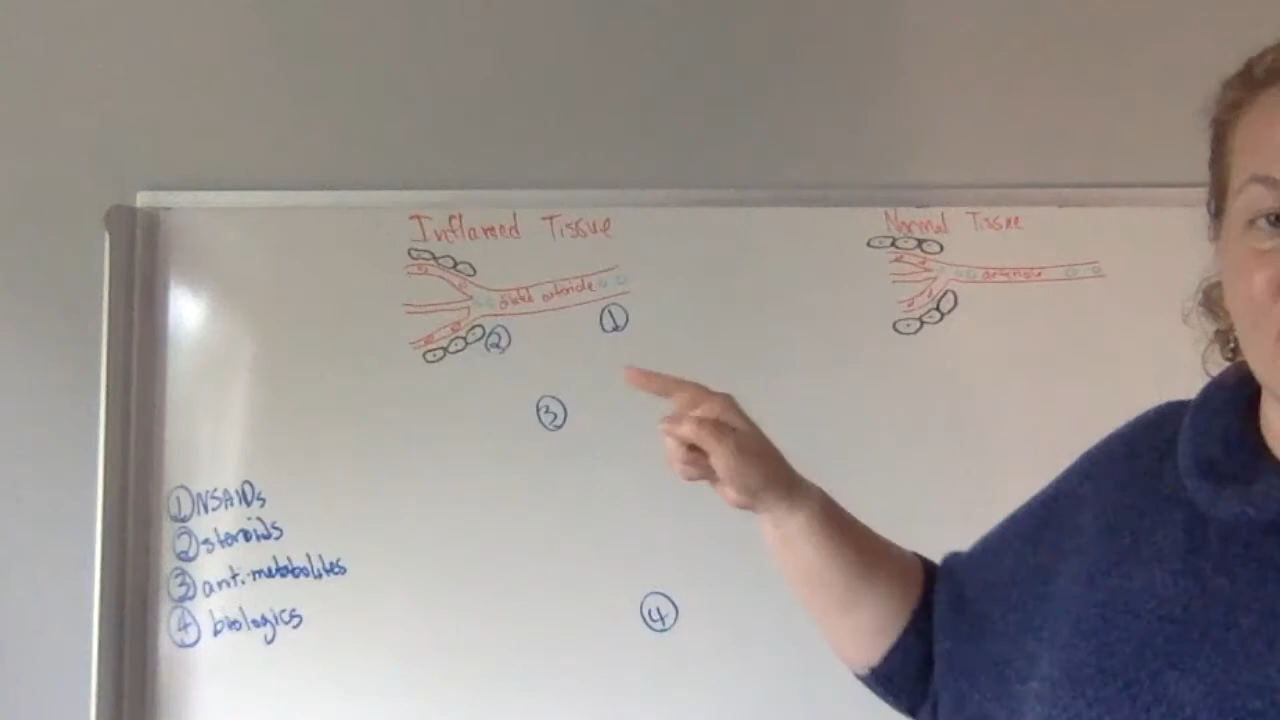 Inflamed Tissue
Normal Tissue
dilated arteriole
arteriole
①
②
③
① NSAIDs
② steroids
③ anti-metabolites
④ biologics
④